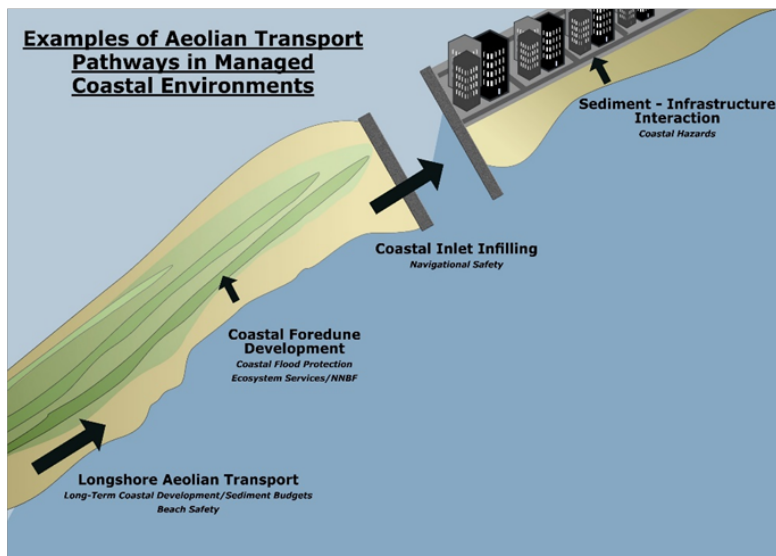 Examples of Aeolian Transport
Pathways in Managed
Coastal Environments
Sediment - Infrastructure
Interaction
Coastal Hazards
Coastal Inlet Infilling
Navigational Safety
Coastal Foredune
Development
Coastal Flood Protection
Ecosystem Services/NNBF
Longshore Aeolian Transport
Long-Term Coastal Development/Sediment Budgets
Beach Safety